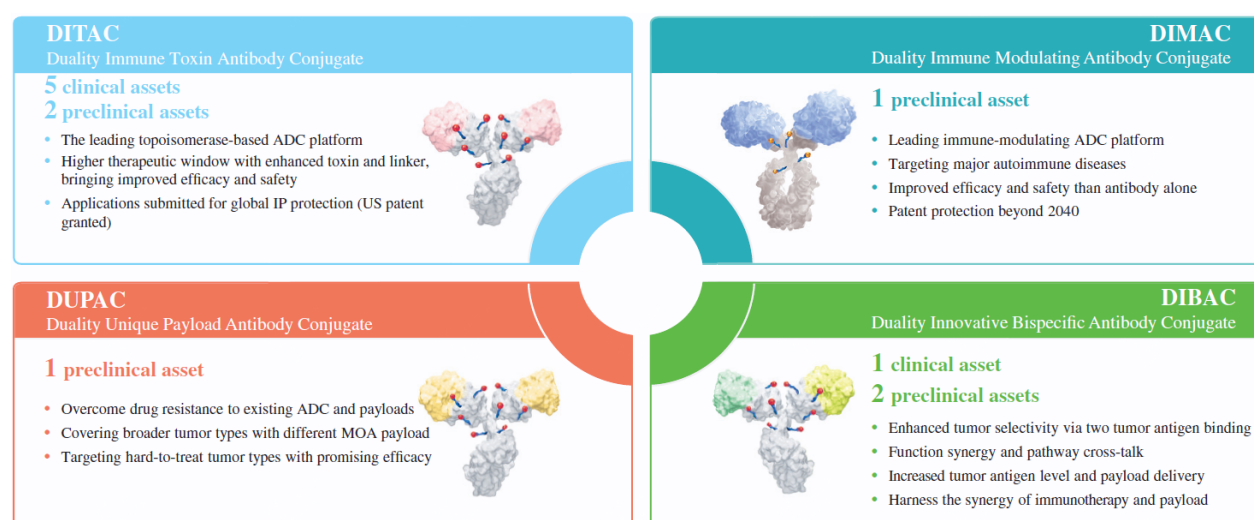 DITAC
Duality Immune Toxin Antibody Conjugate
5 clinical assets
2 preclinical assets
• The leading topoisomerase-based ADC platform
• Higher therapeutic window with enhanced toxin and linker,
bringing improved efficacy and safety
• Applications submitted for global IP protection (US patent
granted)
DIMAC
Duality Immune Modulating Antibody Conjugate
1 preclinical asset
• Leading immune-modulating ADC platform
• Targeting major autoimmune diseases
• Improved efficacy and safety than antibody alone
• Patent protection beyond 2040
DUPAC
Duality Unique Payload Antibody Conjugate
1 preclinical asset
• Overcome drug resistance to existing ADC and payloads
• Covering broader tumor types with different MOA payload
• Targeting hard-to-treat tumor types with promising efficacy
DIBAC
Duality Innovative Bispecific Antibody Conjugate
1 clinical asset
2 preclinical assets
• Enhanced tumor selectivity via two tumor antigen binding
• Function synergy and pathway cross-talk
• Increased tumor antigen level and payload delivery
• Harness the synergy of immunotherapy and payload